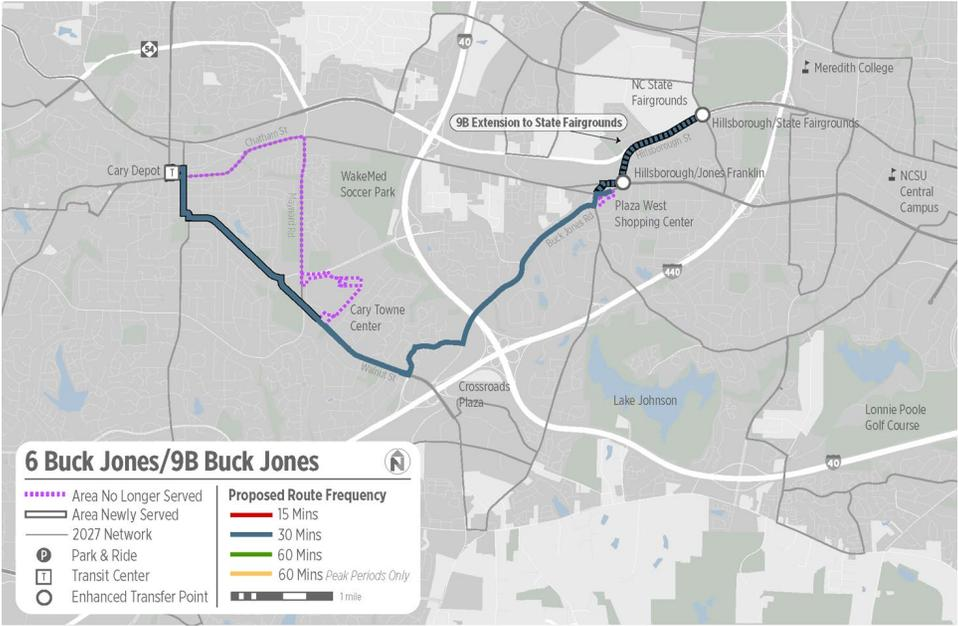 54
40
Meredith College
NC State
Fairgrounds
9B Extension to State Fairgrounds
Hillsborough/State Fairgrounds
Hillsborough St
Chatham St
Cary Depot
T
WakeMed
Soccer Park
Hillsborough/Jones Franklin
NCSU
Central
Campus
Maynard Rd
Plaza West
Shopping Center
Buck Jones Rd
440
Cary Towne
Center
Walnut St
Crossroads
Plaza
Lake Johnson
Lonnie Poole
Golf Course
40
6 Buck Jones/9B Buck Jones
N
Area No Longer Served
Area Newly Served
2027 Network
P Park & Ride
T Transit Center
Enhanced Transfer Point
Proposed Route Frequency
15 Mins
30 Mins
60 Mins
60 Mins Peak Periods Only
1 mile